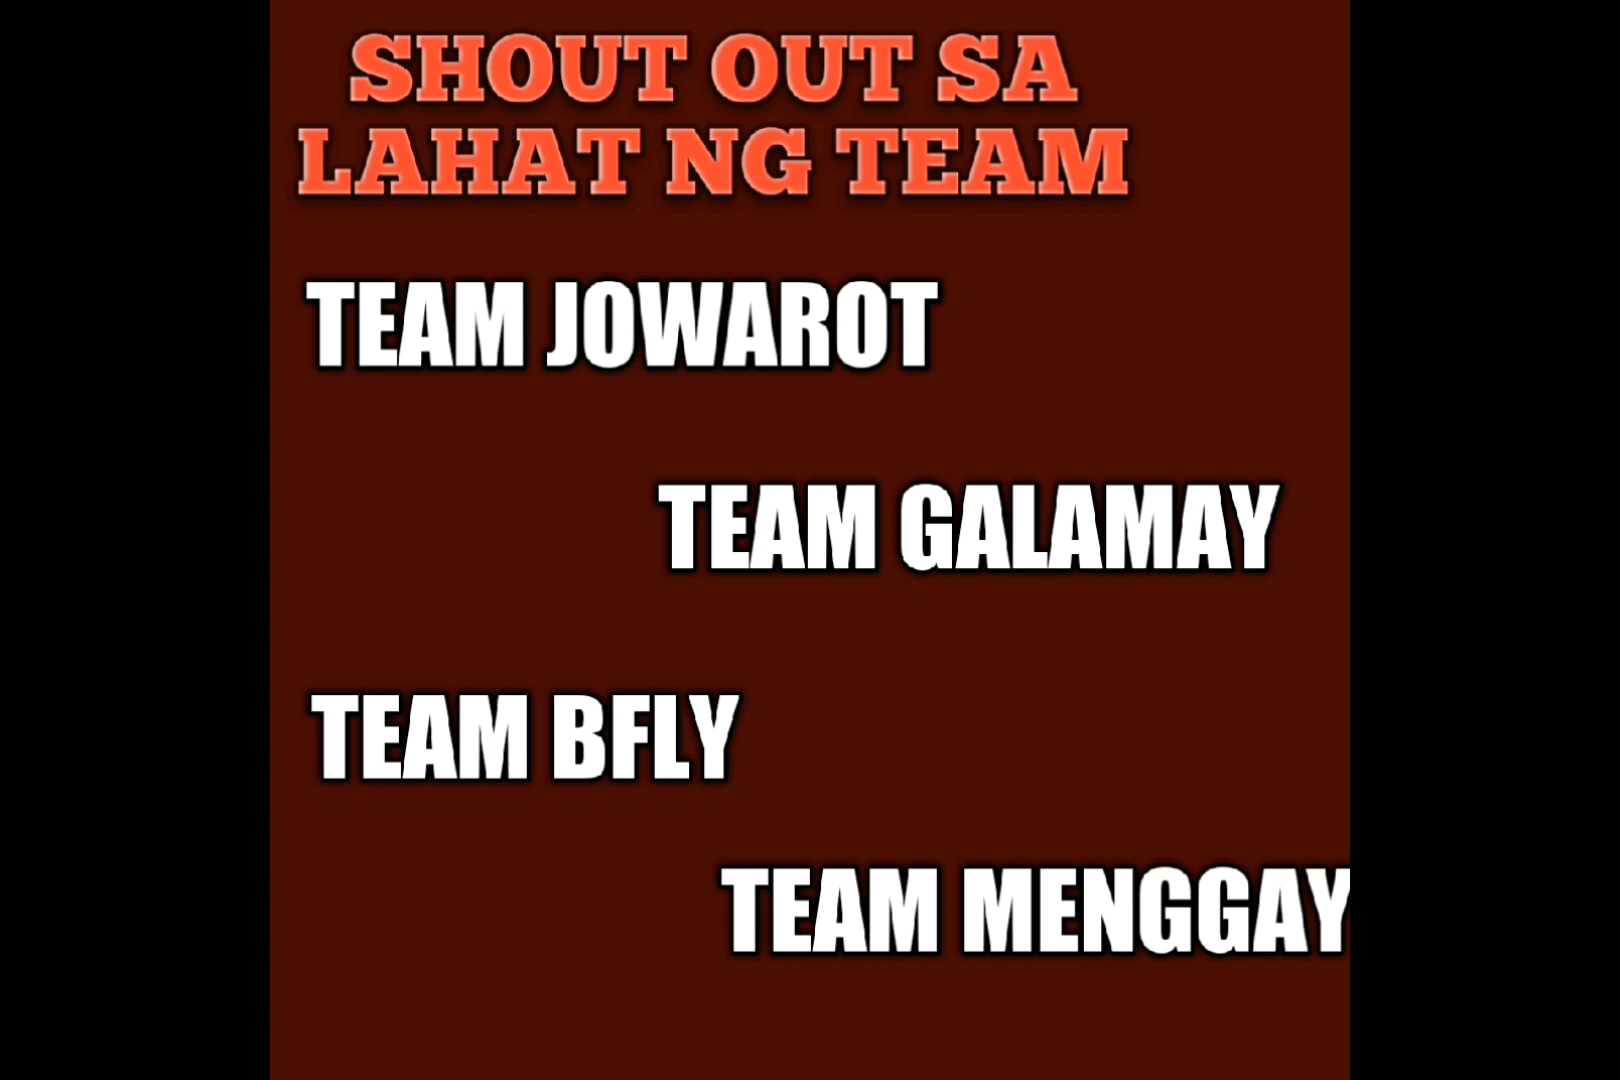 SHOUT OUT SA
LAHAT NG TEAM
TEAM JOWAROT
TEAM GALAMAY
TEAM BFLY
TEAM MENGGAY